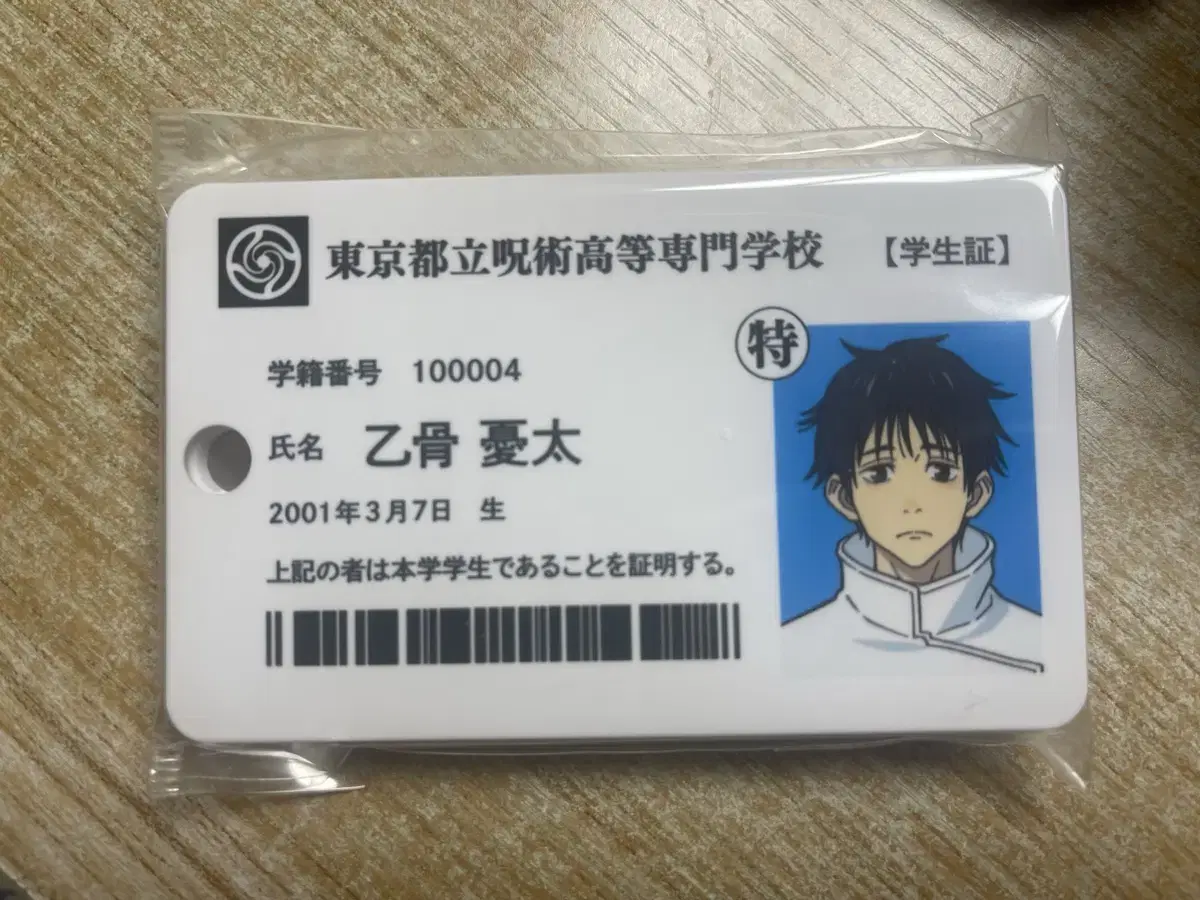 東京都立呪術高等専門学校 【学生証】
特
学籍番号 100004
氏名 乙骨 憂太
2001年3月7日 生
上記の者は本学学生であることを証明する。